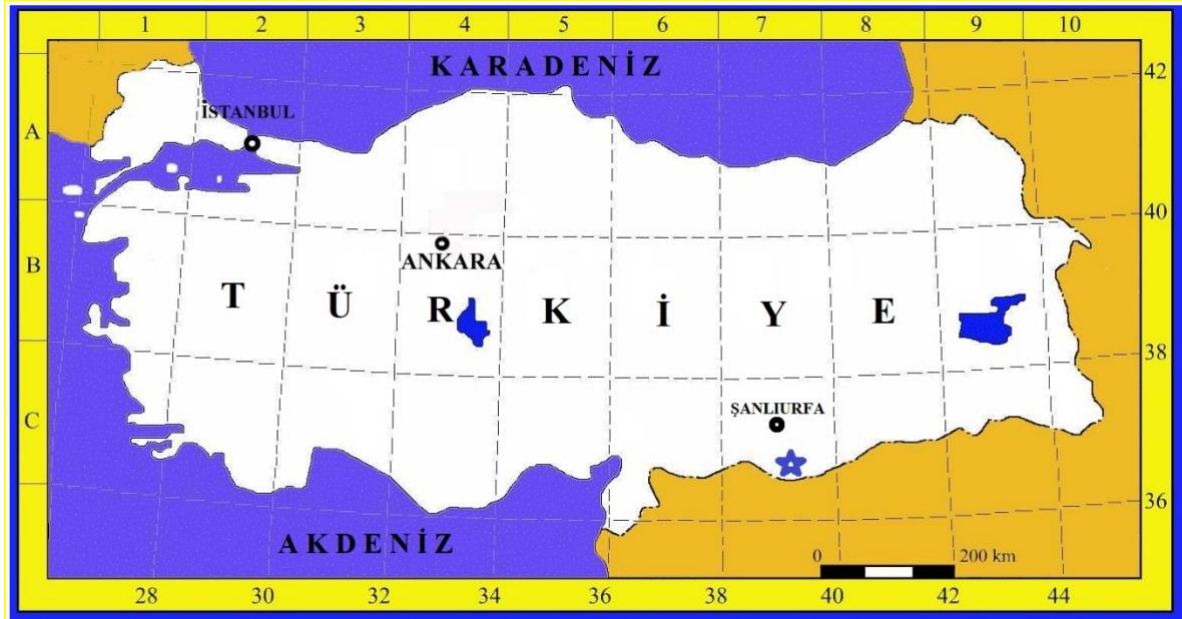 1 2 3 4 5 6 7 8 9 10
KARADENİZ
42
İSTANBUL
A
40
B
ANKARA
T Ü R K İ Y E
38
ŞANLIURFA
C
36
AKDENİZ
0 200 km
28 30 32 34 36 38 40 42 44